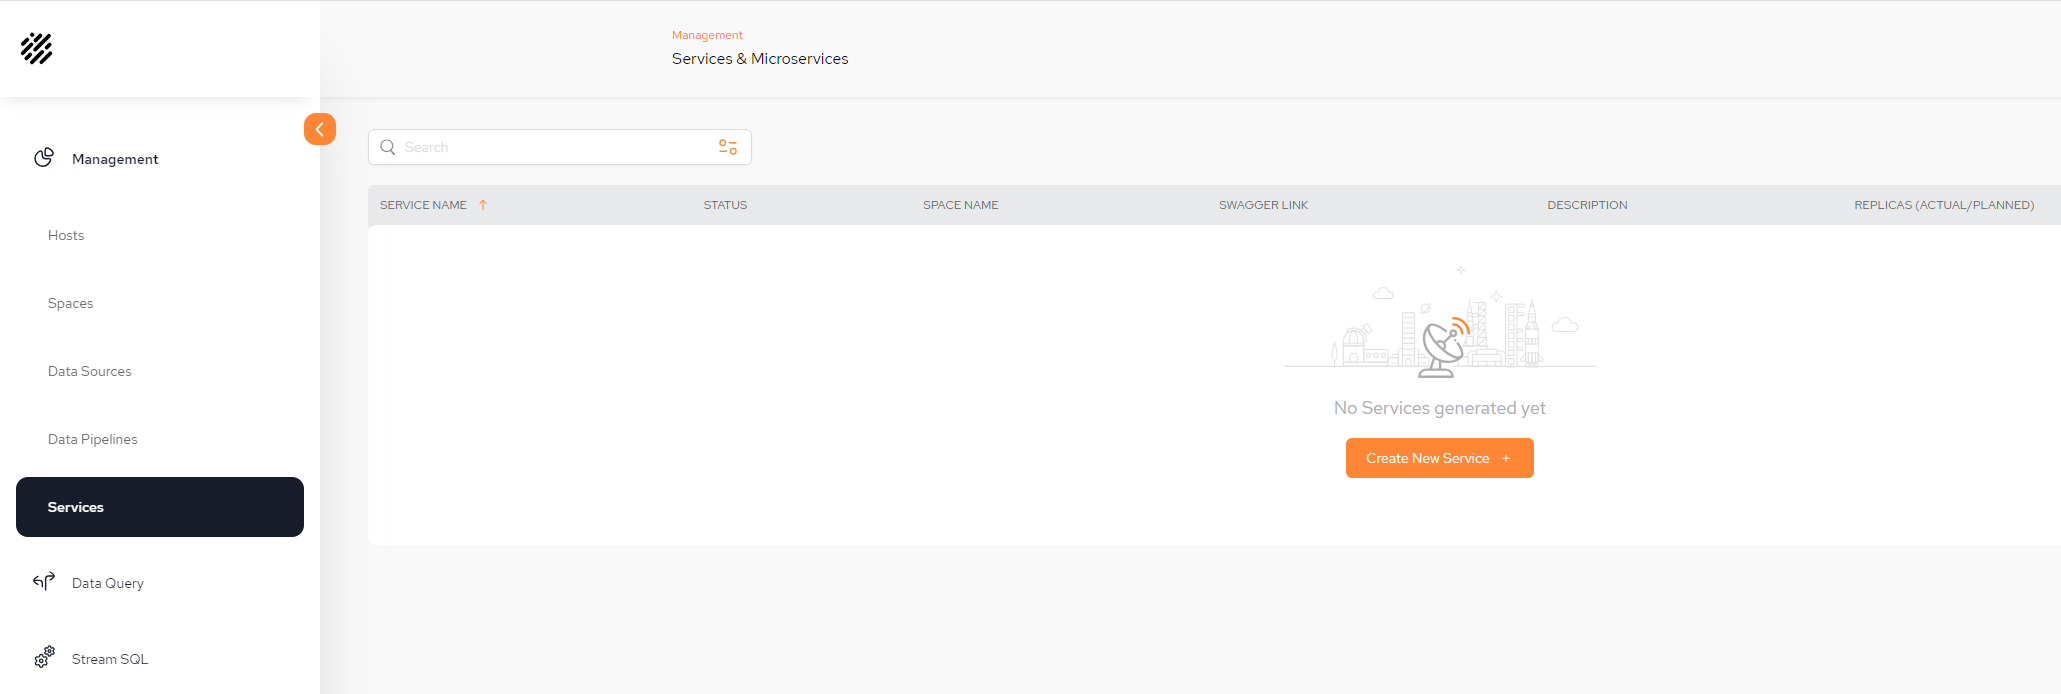 Management
Services & Microservices
Management
Hosts
Spaces
Data Sources
Data Pipelines
Services
Data Query
Stream SQL
Search
SERVICE NAME STATUS SPACE NAME SWAGGER LINK DESCRIPTION REPLICAS (ACTUAL/PLANNED)
No Services generated yet
Create New Service +